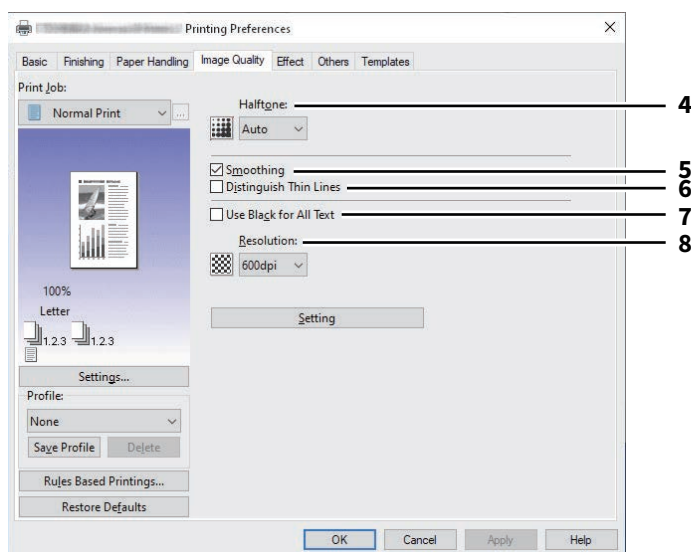 Printing Preferences
Basic Finishing Paper Handling Image Quality Effect Others Templates
Print Job:
Normal Print ...
Halftone: 4
Auto
Smoothing 5
Distinguish Thin Lines 6
Use Black for All Text 7
Resolution: 8
600dpi
100%
Letter
1.2.3 1.2.3
Setting
Settings...
Profile:
None
Save Profile Delete
Rules Based Printings...
Restore Defaults
OK Cancel Apply Help